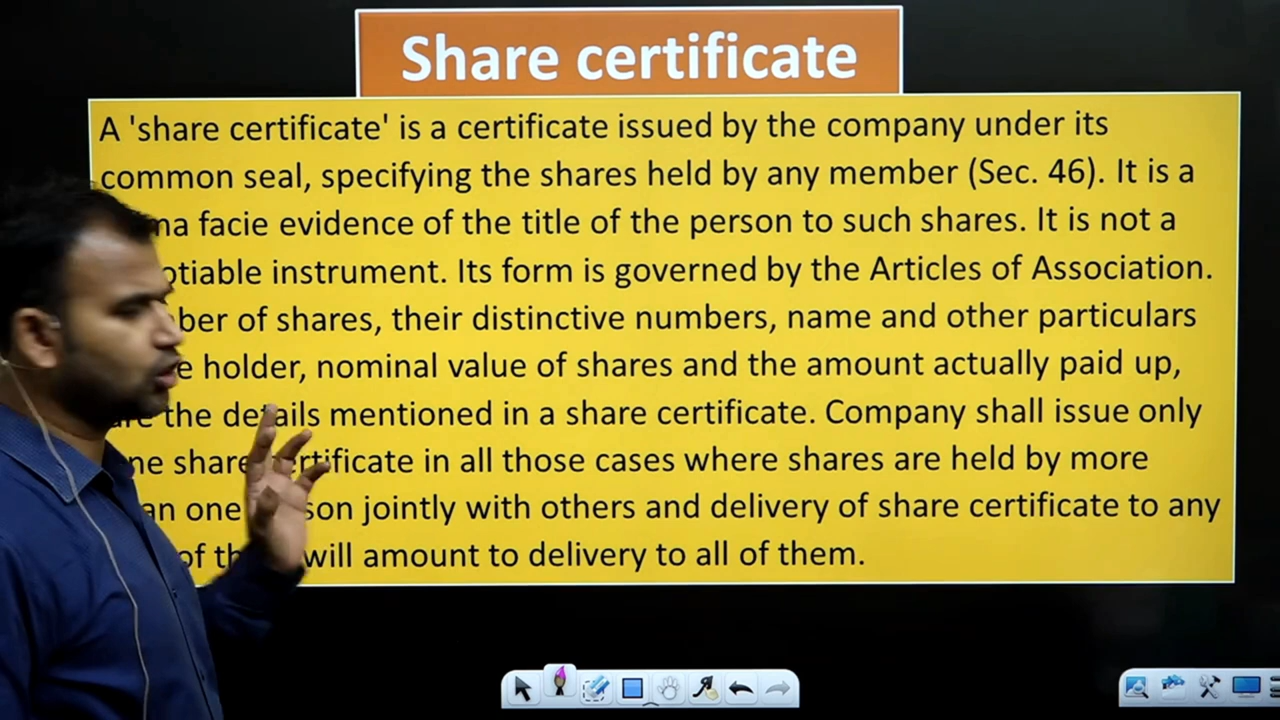 Share certificate
A 'share certificate' is a certificate issued by the company under its
common seal, specifying the shares held by any member (Sec. 46). It is a
ma facie evidence of the title of the person to such shares. It is not a
otiable instrument. Its form is governed by the Articles of Association.
ber of shares, their distinctive numbers, name and other particulars
e holder, nominal value of shares and the amount actually paid up,
are the details mentioned in a share certificate. Company shall issue only
ne share certificate in all those cases where shares are held by more
an one son jointly with others and delivery of share certificate to any
of th will amount to delivery to all of them.